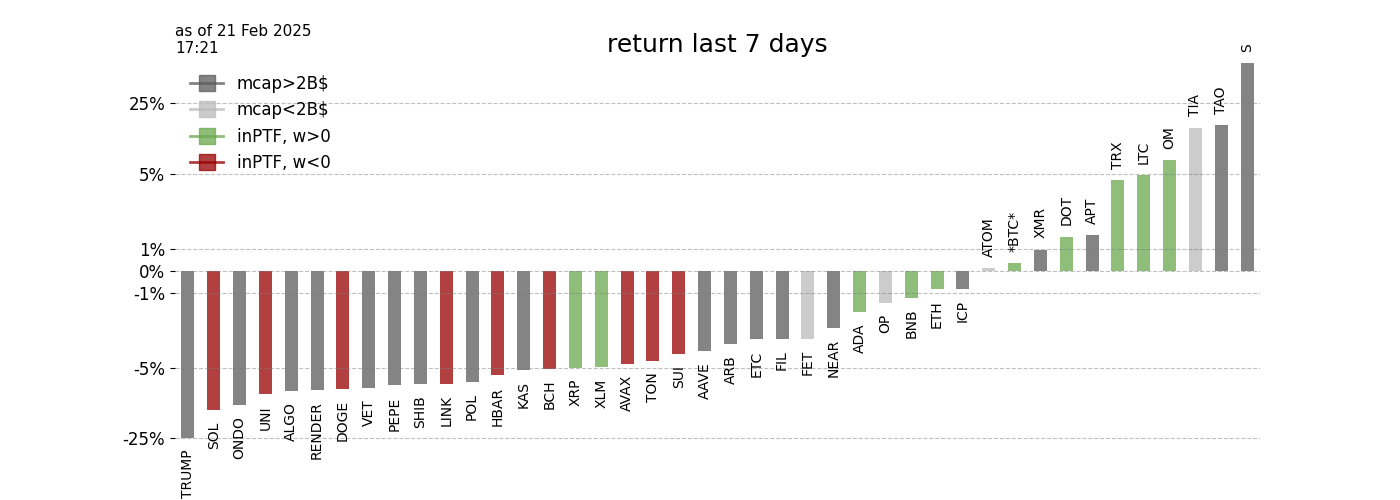 as of 21 Feb 2025
17:21
return last 7 days
mcap>2B$
mcap<2B$
inPTF, w>0
inPTF, w<0
25%
5%
1%
0%
-1%
-5%
-25%
TRUMP
SOL
ONDO
UNI
ALGO
RENDER
DOGE
VET
PEPE
SHIB
LINK
POL
HBAR
KAS
BCH
XRP
XLM
AVAX
TON
SUI
AAVE
ARB
ETC
FIL
FET
NEAR
ADA
OP
BNB
ETH
ICP
ATOM
*BTC*
XMR
DOT
APT
TRX
LTC
OM
TIA
TAO
S